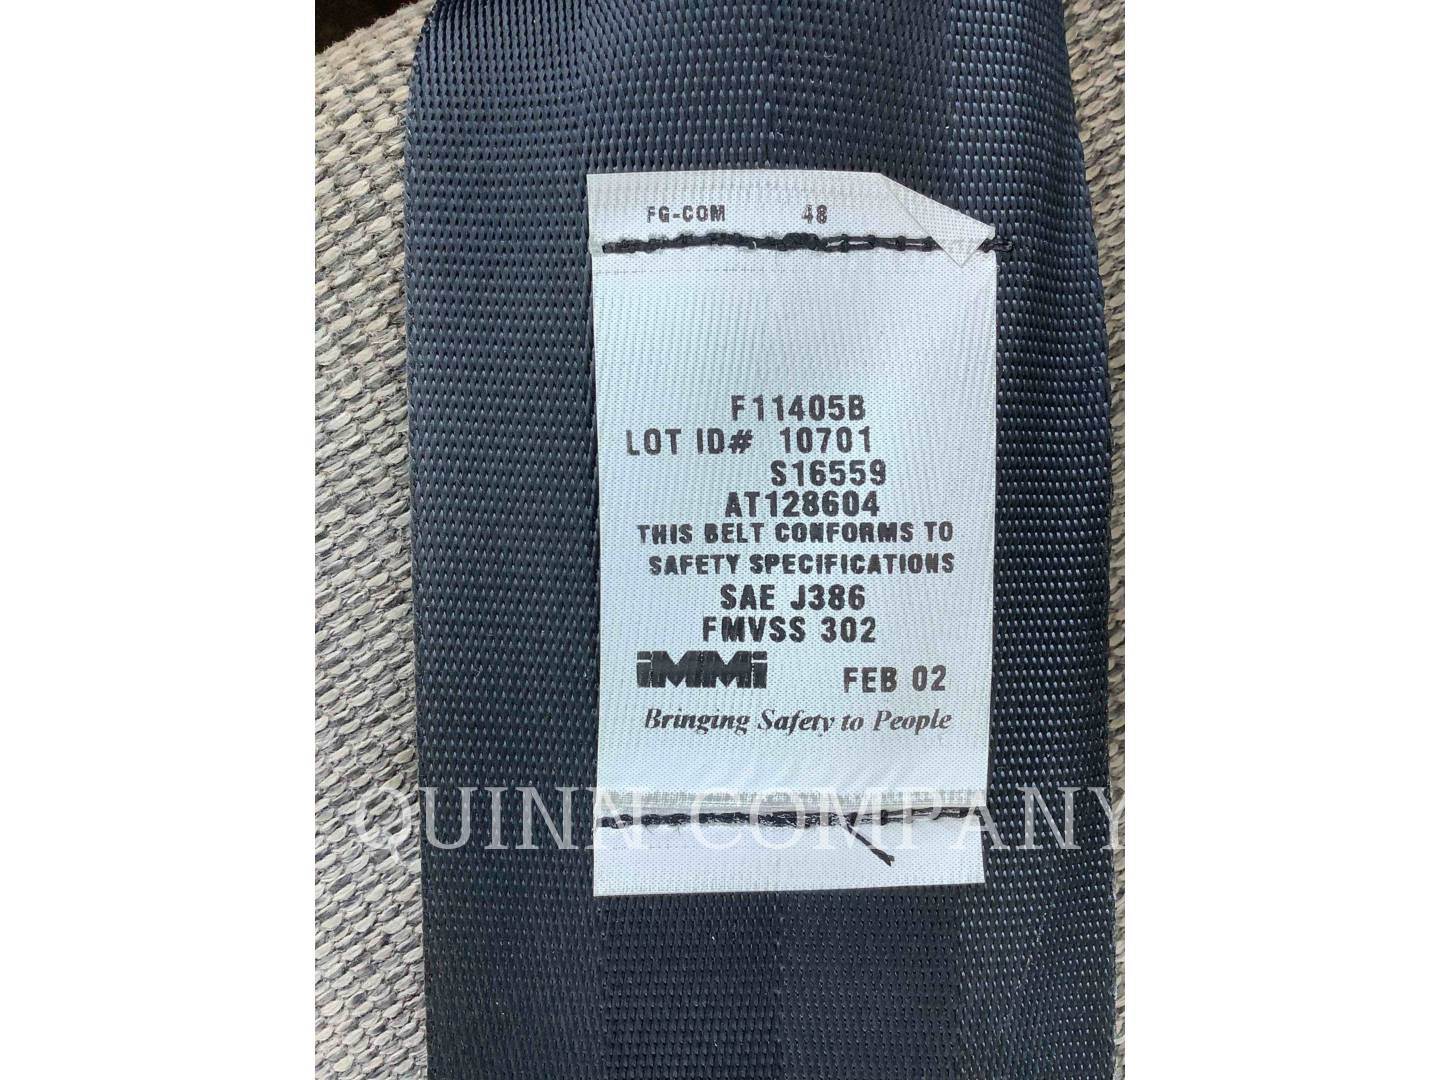 FG-COM 48
F11405B
LOT ID# 10701
S16559
AT128604
THIS BELT CONFORMS TO
SAFETY SPECIFICATIONS
SAE J386
FMVSS 302
iMMi FEB 02
Bringing Safety to People
QUINN COMPANY